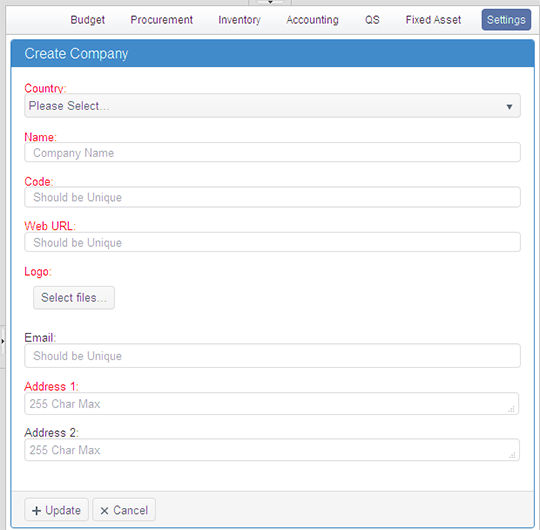 Budget Procurement Inventory Accounting QS Fixed Asset Settings
Create Company
Country:
Please Select...
Name:
Company Name
Code:
Should be Unique
Web URL:
Should be Unique
Logo:
Select files...
Email:
Should be Unique
Address 1:
255 Char Max
Address 2:
255 Char Max
+ Update × Cancel